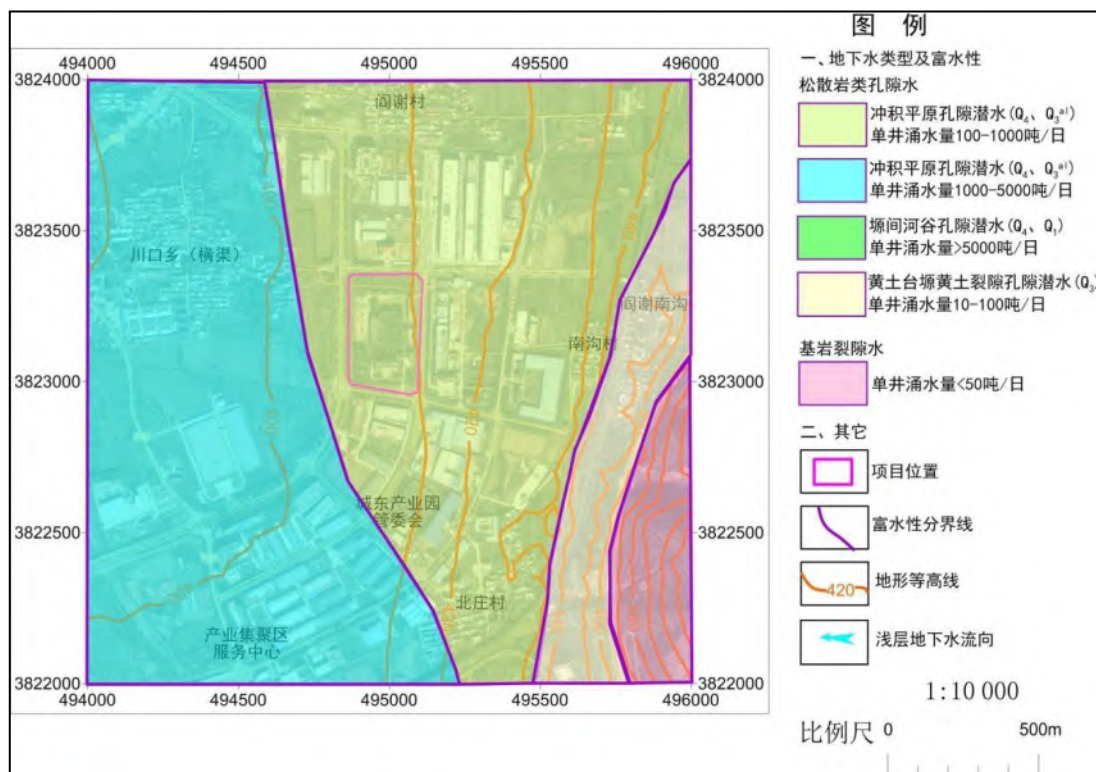 图 例
494000 494500 495000 495500 496000
3824000 3824000
3823500 3823500
3823000 3823000
3822500 3822500
3822000 3822000
494000 494500 495000 495500 496000
阎谢村
川口乡（横渠）
阎谢南沟
南沟村
城东产业园
管委会
北庄村
产业集聚区
服务中心
420
一、地下水类型及富水性
松散岩类孔隙水
冲积平原孔隙潜水(Q₄、Q₃ᵃˡ)
单井涌水量100-1000吨/日
冲积平原孔隙潜水(Q₄、Q₃ᵃˡ)
单井涌水量1000-5000吨/日
塬间河谷孔隙潜水(Q₄、Q₁)
单井涌水量>5000吨/日
黄土台塬黄土裂隙孔隙潜水(Q₃)
单井涌水量10-100吨/日
基岩裂隙水
单井涌水量<50吨/日
二、其它
项目位置
富水性分界线
420
地形等高线
浅层地下水流向
1:10 000
比例尺 0 500m